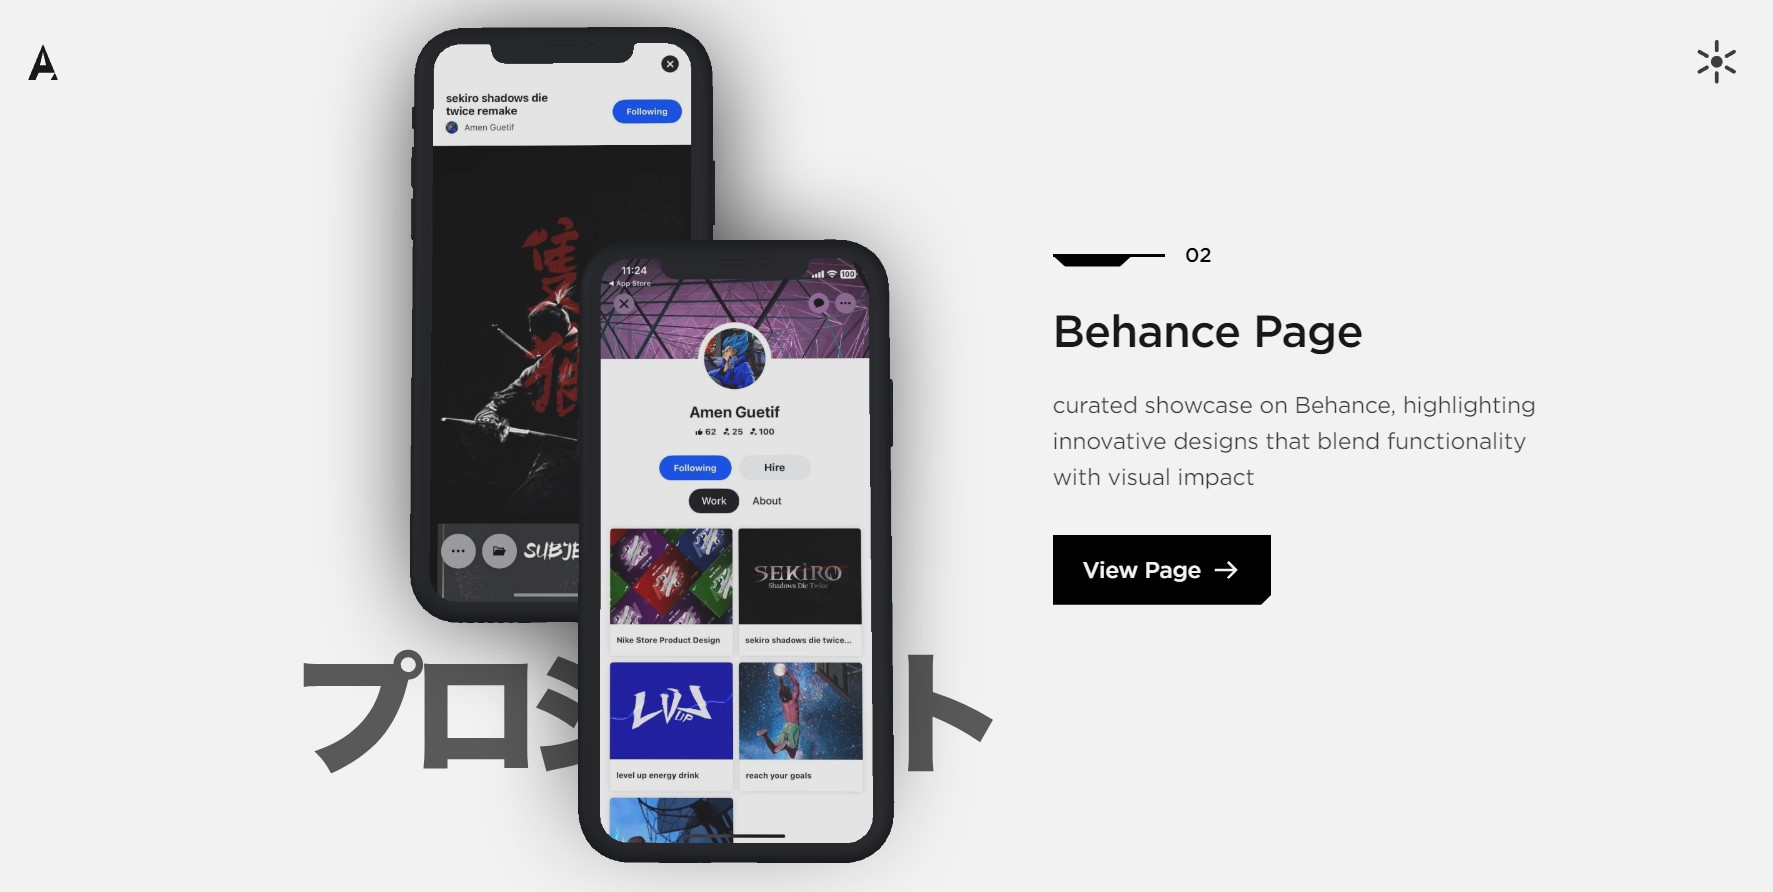 A
sekiro shadows die
twice remake
Following
Amen Guetif
隻
狼
SUBJE
11:24
100
App Store
Amen Guetif
62 25 100
Following
Hire
Work
About
SEKIRO
Shadows Die Twice
Nike Store Product Design
sekiro shadows die twice...
LVL
UP
level up energy drink
reach your goals
プロジ
ト
02
Behance Page
curated showcase on Behance, highlighting
innovative designs that blend functionality
with visual impact
View Page →